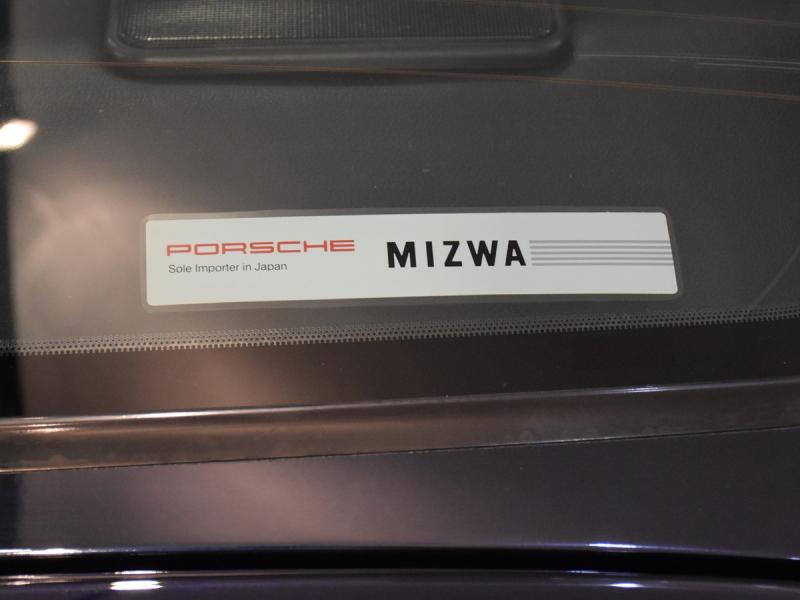 PORSCHE
Sole Importer in Japan
MIZWA